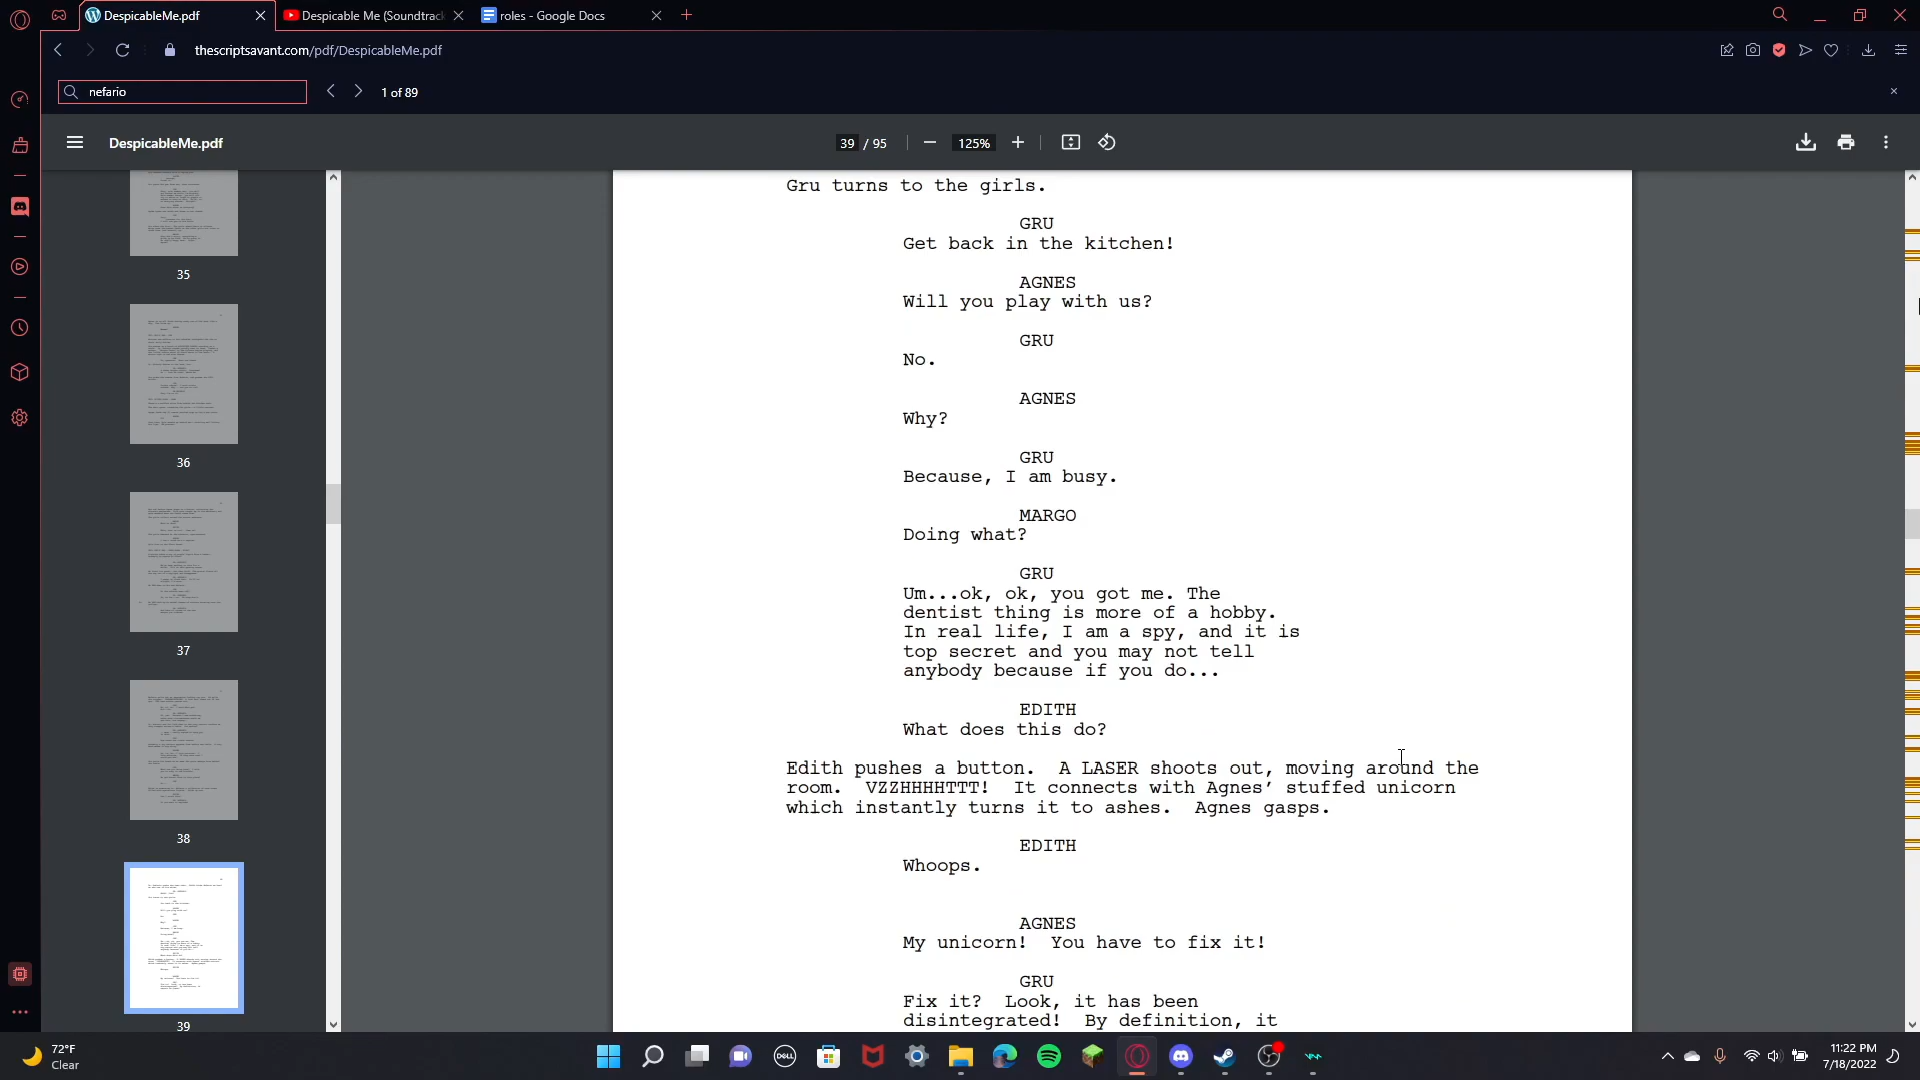 DespicableMe.pdf
Despicable Me (Soundtrac
roles - Google Docs
thescriptsavant.com/pdf/DespicableMe.pdf
nefario
1 of 89
DespicableMe.pdf
39 / 95
125%
35
36
37
38
39
Gru turns to the girls.
GRU
Get back in the kitchen!
AGNES
Will you play with us?
GRU
No.
AGNES
Why?
GRU
Because, I am busy.
MARGO
Doing what?
GRU
Um...ok, ok, you got me. The
dentist thing is more of a hobby.
In real life, I am a spy, and it is
top secret and you may not tell
anybody because if you do...
EDITH
What does this do?
Edith pushes a button. A LASER shoots out, moving around the
room. VZZHHHHTTT! It connects with Agnes' stuffed unicorn
which instantly turns it to ashes. Agnes gasps.
EDITH
Whoops.
AGNES
My unicorn! You have to fix it!
GRU
Fix it? Look, it has been
disintegrated! By definition, it
72°F
Clear
DELL
11:22 PM
7/18/2022